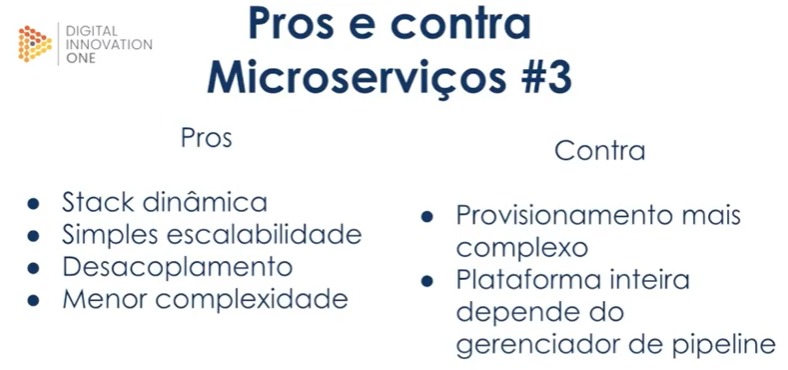 DIGITAL
INNOVATION
ONE
Pros e contra
Microserviços #3
Pros
● Stack dinâmica
● Simples escalabilidade
● Desacoplamento
● Menor complexidade
Contra
● Provisionamento mais
complexo
● Plataforma inteira
depende do
gerenciador de pipeline